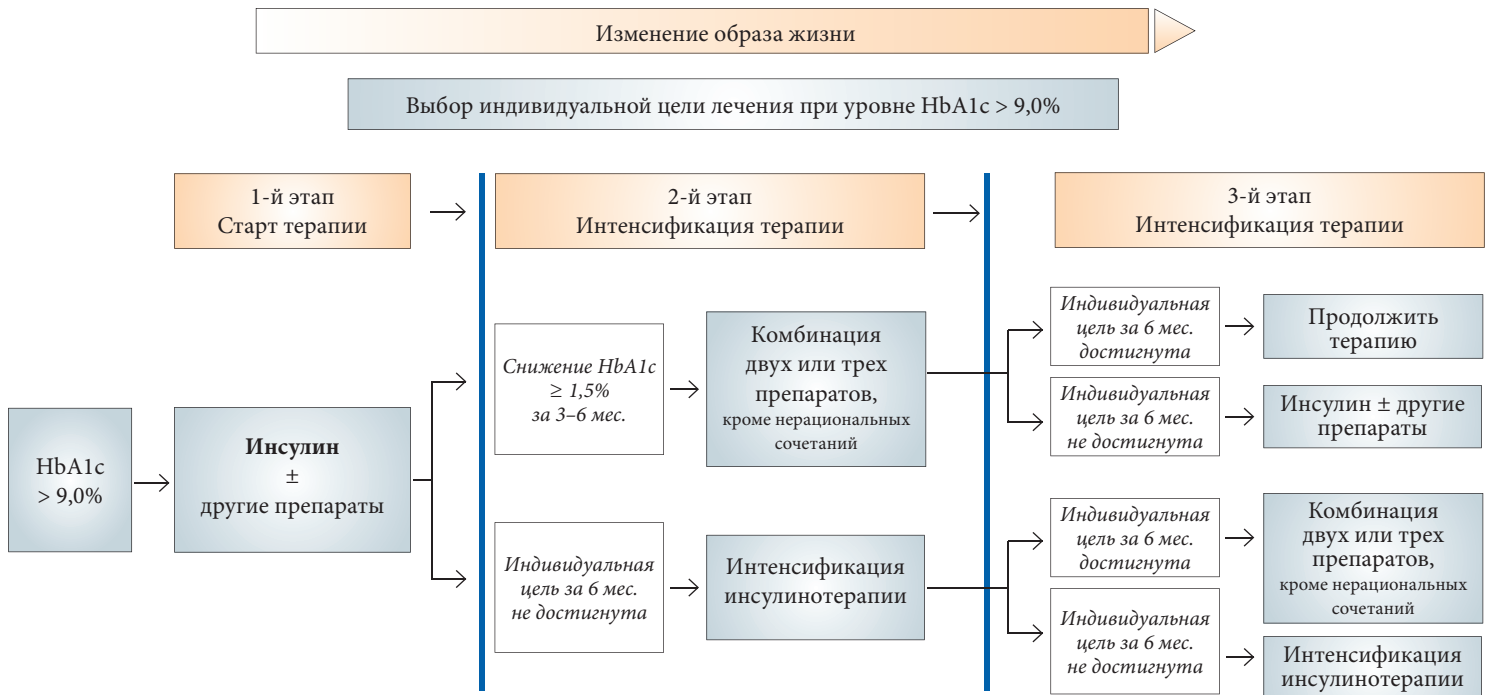 Изменение образа жизни
Выбор индивидуальной цели лечения при уровне HbA1c > 9,0%
1-й этап
Старт терапии
2-й этап
Интенсификация терапии
3-й этап
Интенсификация терапии
HbA1c
> 9,0%
Инсулин
±
другие препараты
Снижение HbA1c
≥ 1,5%
за 3–6 мес.
Комбинация
двух или трех
препаратов,
кроме нерациональных
сочетаний
Индивидуальная
цель за 6 мес.
достигнута
Продолжить
терапию
Индивидуальная
цель за 6 мес.
не достигнута
Инсулин ± другие
препараты
Индивидуальная
цель за 6 мес.
не достигнута
Интенсификация
инсулинотерапии
Индивидуальная
цель за 6 мес.
достигнута
Комбинация
двух или трех
препаратов,
кроме нерациональных
сочетаний
Индивидуальная
цель за 6 мес.
не достигнута
Интенсификация
инсулинотерапии